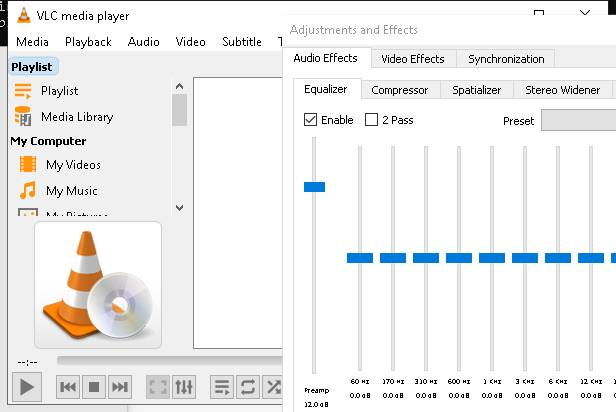 VLC media player
Media Playback Audio Video Subtitle
Playlist
Playlist
Media Library
My Computer
My Videos
My Music
My Pictures
--:--
Adjustments and Effects
Audio Effects Video Effects Synchronization
Equalizer Compressor Spatializer Stereo Widener
Enable 2 Pass Preset
60 Hz 170 Hz 310 Hz 600 Hz 1 KHz 3 KHz 6 KHz 12 KHz
Preamp 0.0 dB 0.0 dB 0.0 dB 0.0 dB 0.0 dB 0.0 dB 0.0 dB 0.0 dB
12.0 dB